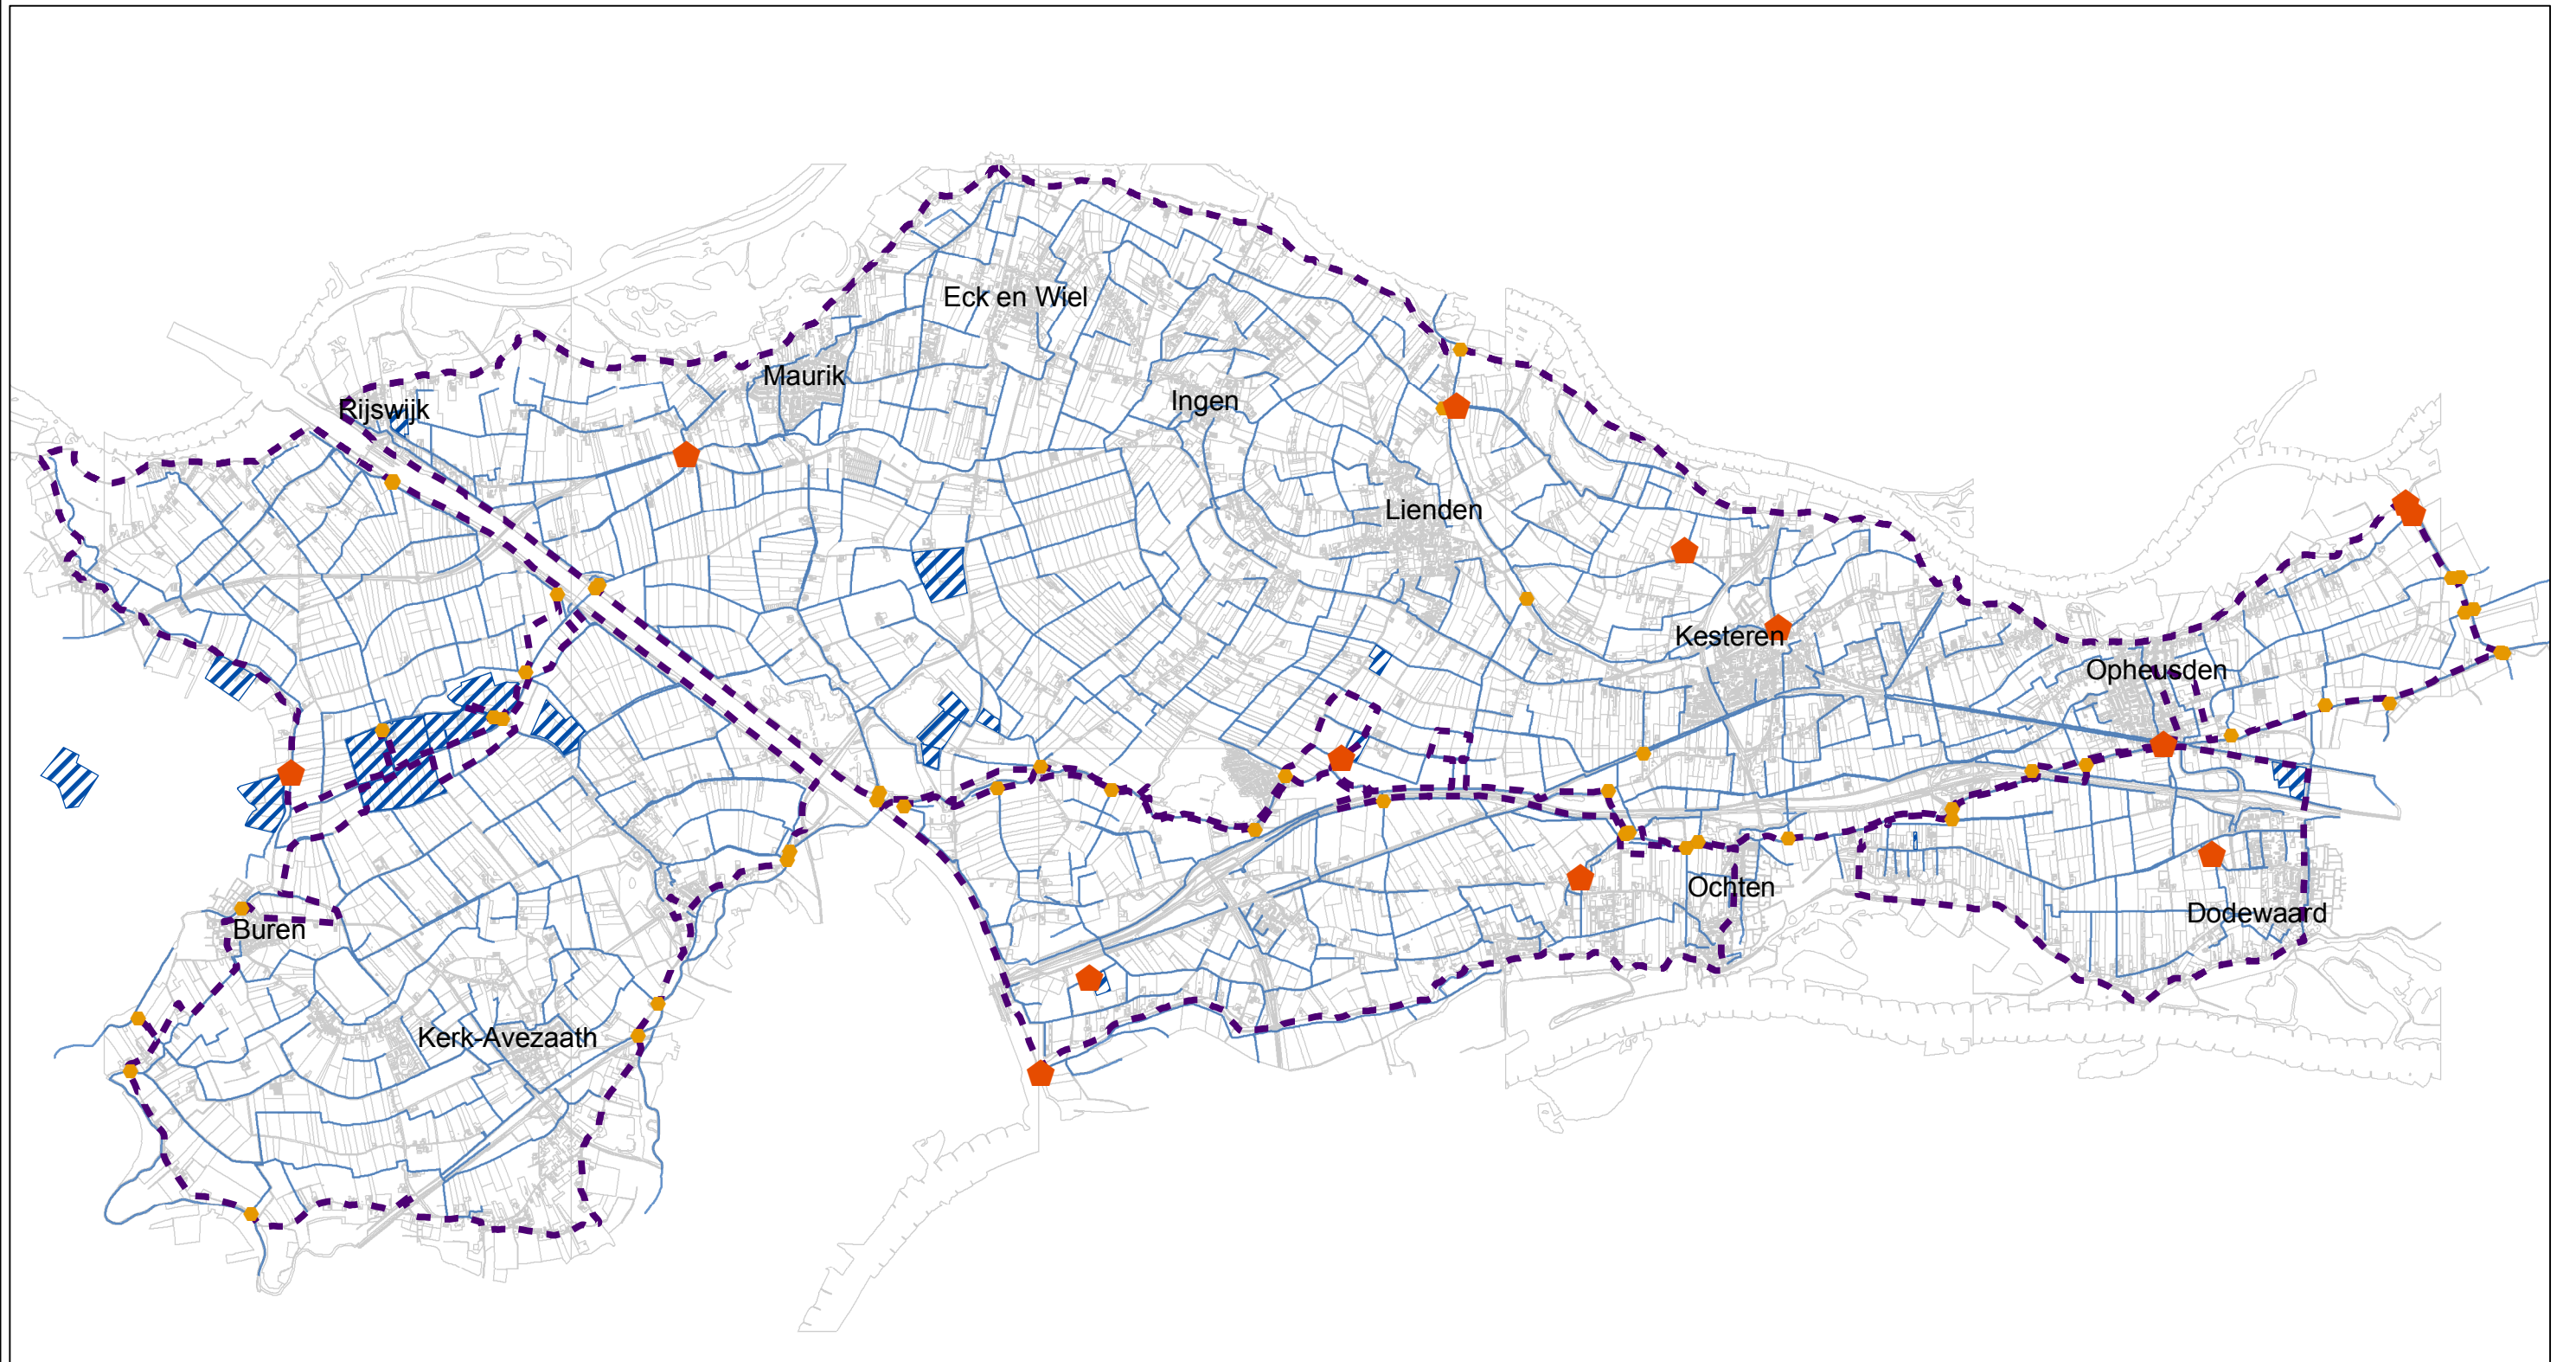 Eck en Wiel
Maurik
Rijswijk
Ingen
Lienden
Kesteren
Opheusden
Ochten
Dodewaard
Buren
Kerk-Avezaath